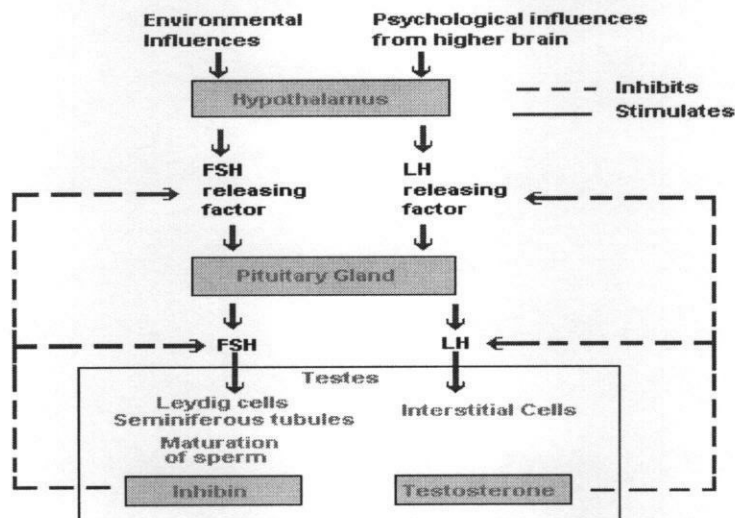 Environmental
Influences
Psychological influences
from higher brain
Hypothalamus
Inhibits
Stimulates
FSH
releasing
factor
LH
releasing
factor
Pituitary Gland
FSH
LH
Testes
Leydig cells
Seminiferous tubules
Maturation
of sperm
Interstitial Cells
Inhibin
Testosterone